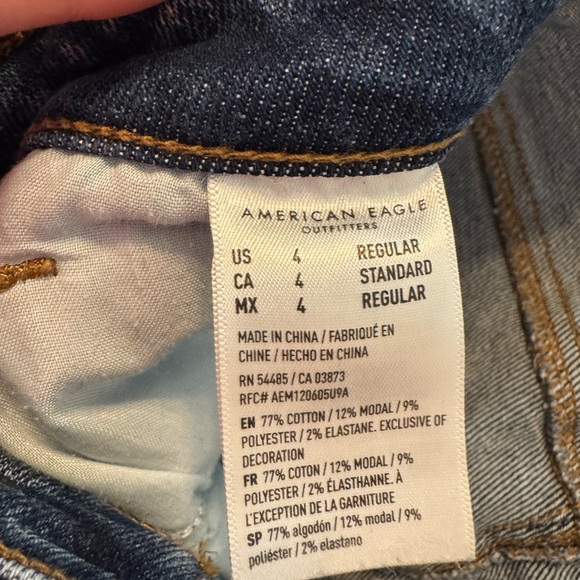 AMERICAN EAGLE
OUTFITTERS
US 4 REGULAR
CA 4 STANDARD
MX 4 REGULAR
MADE IN CHINA / FABRIQUÉ EN
CHINE / HECHO EN CHINA
RN 54485 / CA 03873
RFC# AEM120605U9A
EN 77% COTTON / 12% MODAL / 9%
POLYESTER / 2% ELASTANE. EXCLUSIVE OF
DECORATION
FR 77% COTON / 12% MODAL / 9%
POLYESTER / 2% ÉLASTHANNE. À
L'EXCEPTION DE LA GARNITURE
SP 77% algodón / 12% modal / 9%
poliéster / 2% elastano